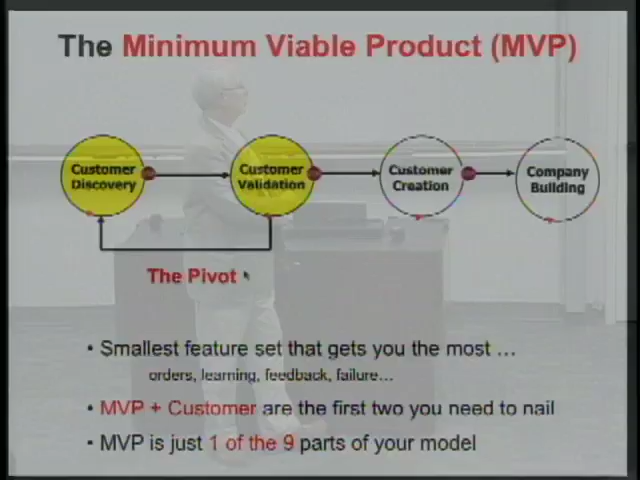 The Minimum Viable Product (MVP)
Customer Discovery
Customer Validation
Customer Creation
Company Building
The Pivot
• Smallest feature set that gets you the most ...
orders, learning, feedback, failure...
• MVP + Customer are the first two you need to nail
• MVP is just 1 of the 9 parts of your model